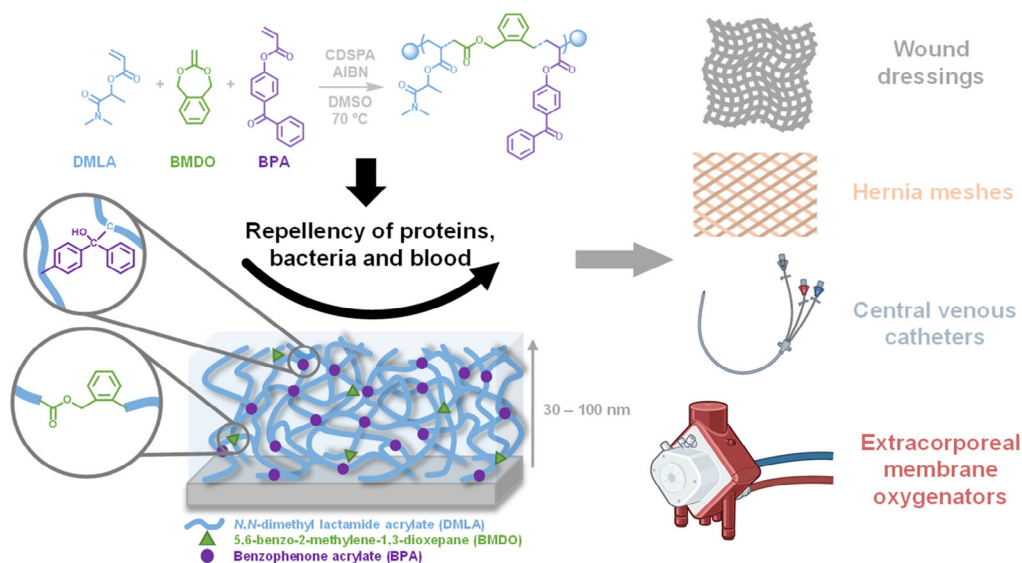 CDSPA
AIBN
DMSO
70 ºC
+
+
O
O
O
N
O
O
O
O
O
O
O
O
O
O
N
O
O
O
O
DMLA
BMDO
BPA
Repellency of proteins,
bacteria and blood
HO
C
C
O
O
30 – 100 nm
N,N-dimethyl lactamide acrylate (DMLA)
5,6-benzo-2-methylene-1,3-dioxepane (BMDO)
Benzophenone acrylate (BPA)
Wound
dressings
Hernia meshes
Central venous
catheters
Extracorporeal
membrane
oxygenators